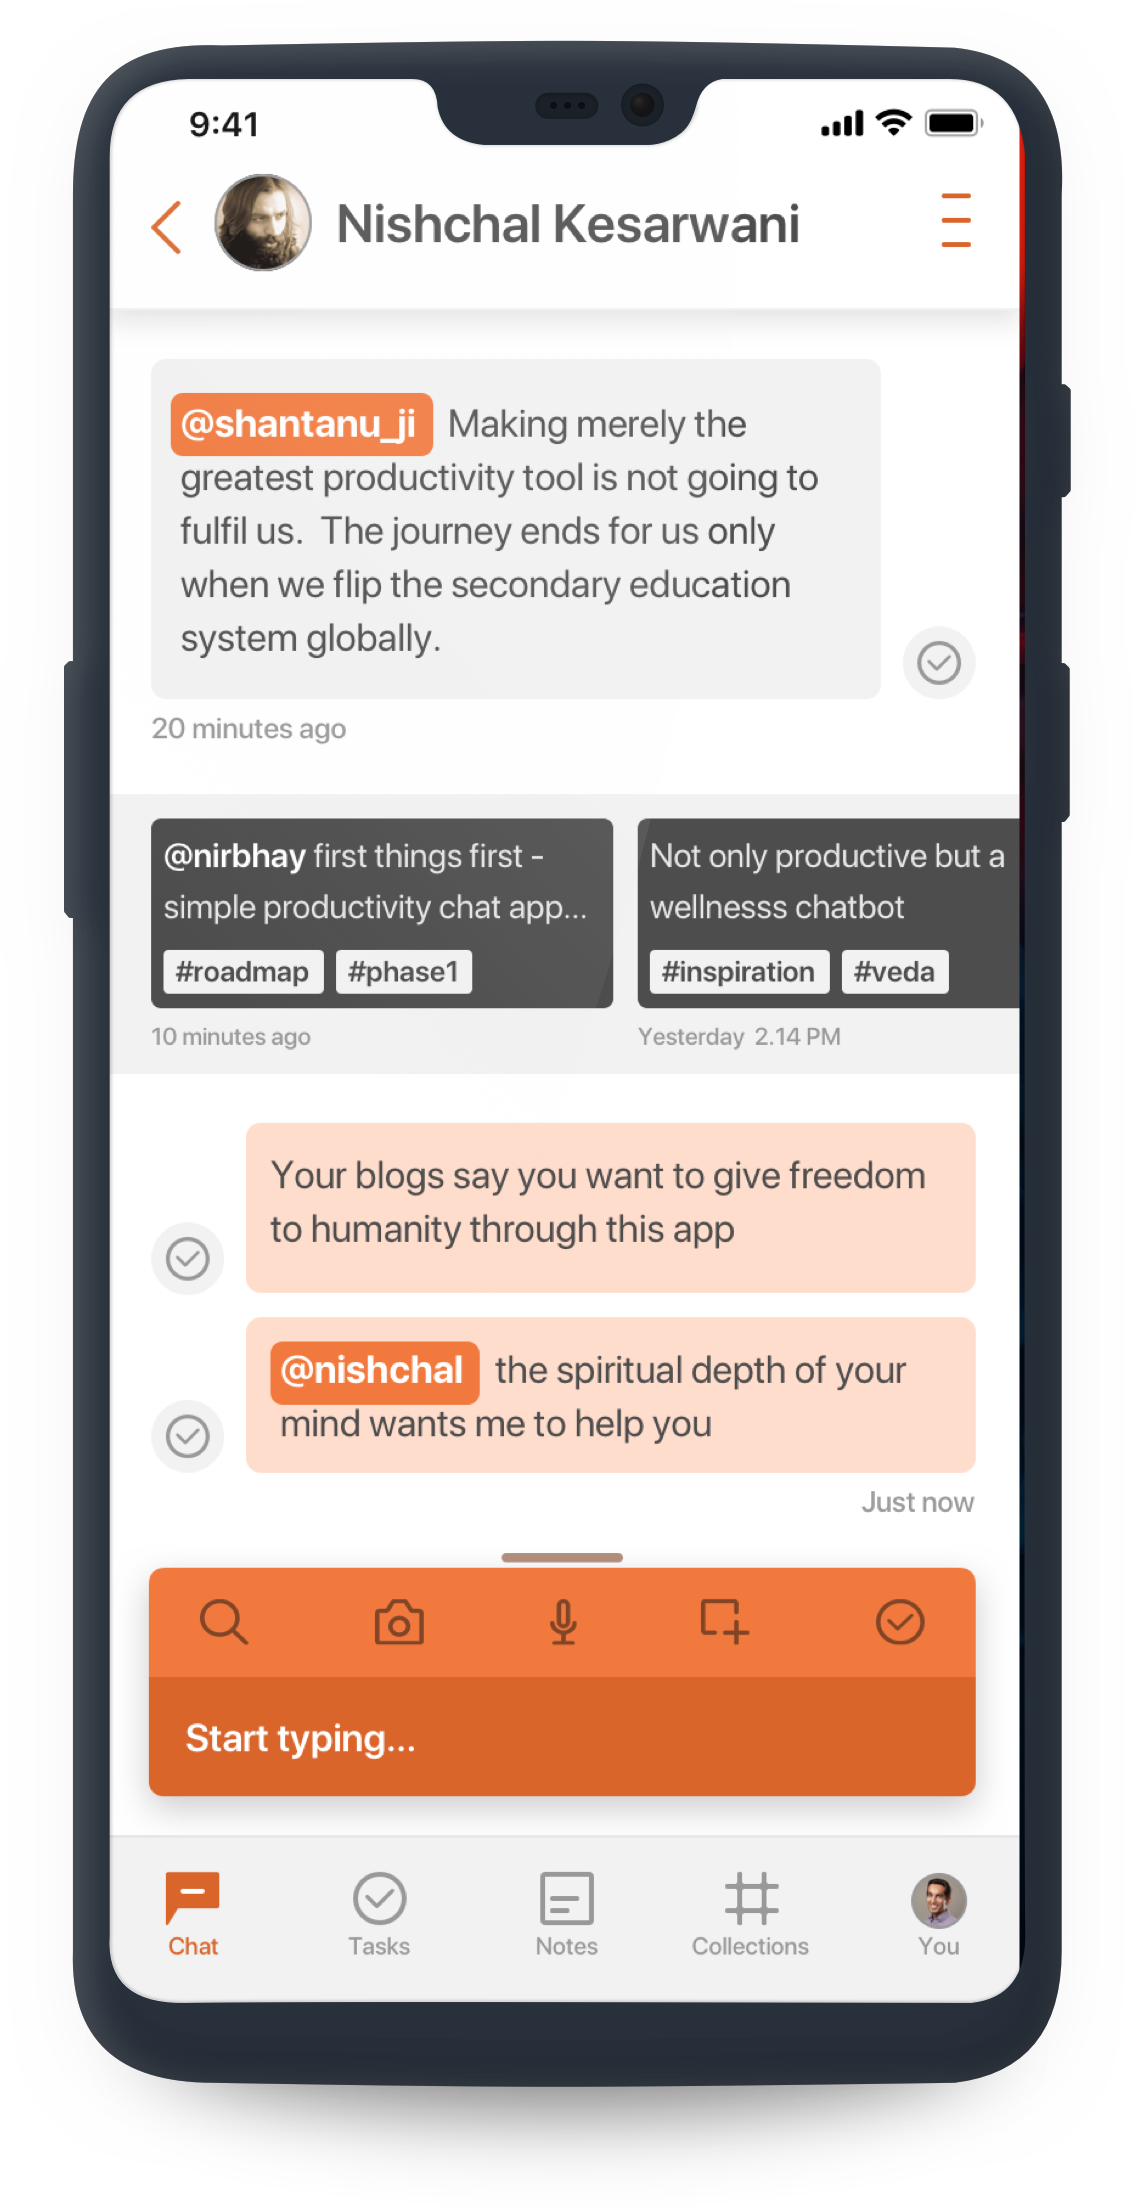 9:41
Nishchal Kesarwani
@shantanu_ji Making merely the
greatest productivity tool is not going to
fulfil us. The journey ends for us only
when we flip the secondary education
system globally.
20 minutes ago
@nirbhay first things first -
simple productivity chat app...
#roadmap #phase1
10 minutes ago
Not only productive but a
wellnesss chatbot
#inspiration #veda
Yesterday 2.14 PM
Your blogs say you want to give freedom
to humanity through this app
@nishchal the spiritual depth of your
mind wants me to help you
Just now
Start typing...
Chat
Tasks
Notes
Collections
You